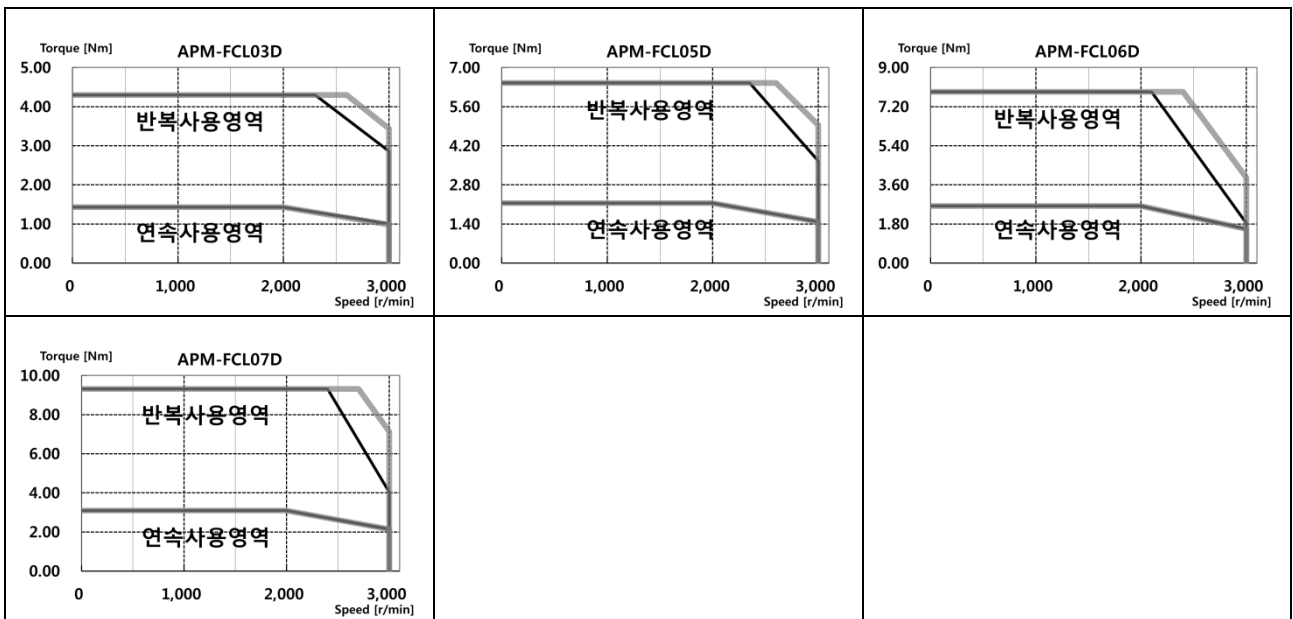 Torque [Nm] APM-FCL03D
5.00
4.00
반복사용영역
3.00
2.00
1.00
연속사용영역
0.00
0 1,000 2,000 3,000
Speed [r/min]
Torque [Nm] APM-FCL05D
7.00
5.60
반복사용영역
4.20
2.80
1.40
연속사용영역
0.00
0 1,000 2,000 3,000
Speed [r/min]
Torque [Nm] APM-FCL06D
9.00
7.20
반복사용영역
5.40
3.60
1.80
연속사용영역
0.00
0 1,000 2,000 3,000
Speed [r/min]
Torque [Nm] APM-FCL07D
10.00
8.00
반복사용영역
6.00
4.00
2.00
연속사용영역
0.00
0 1,000 2,000 3,000
Speed [r/min]